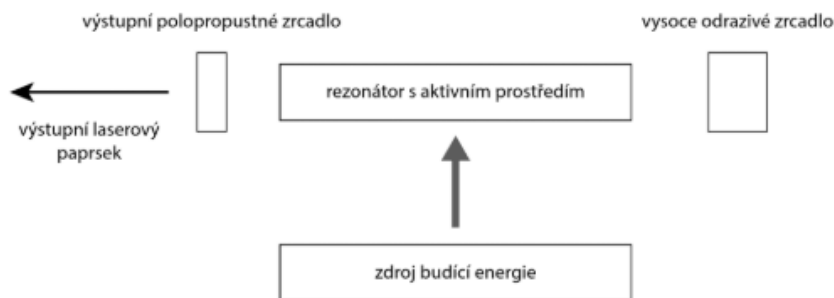 výstupní polopropustné zrcadlo
vysoce odrazivé zrcadlo
rezonátor s aktivním prostředím
výstupní laserový
paprsek
zdroj budící energie